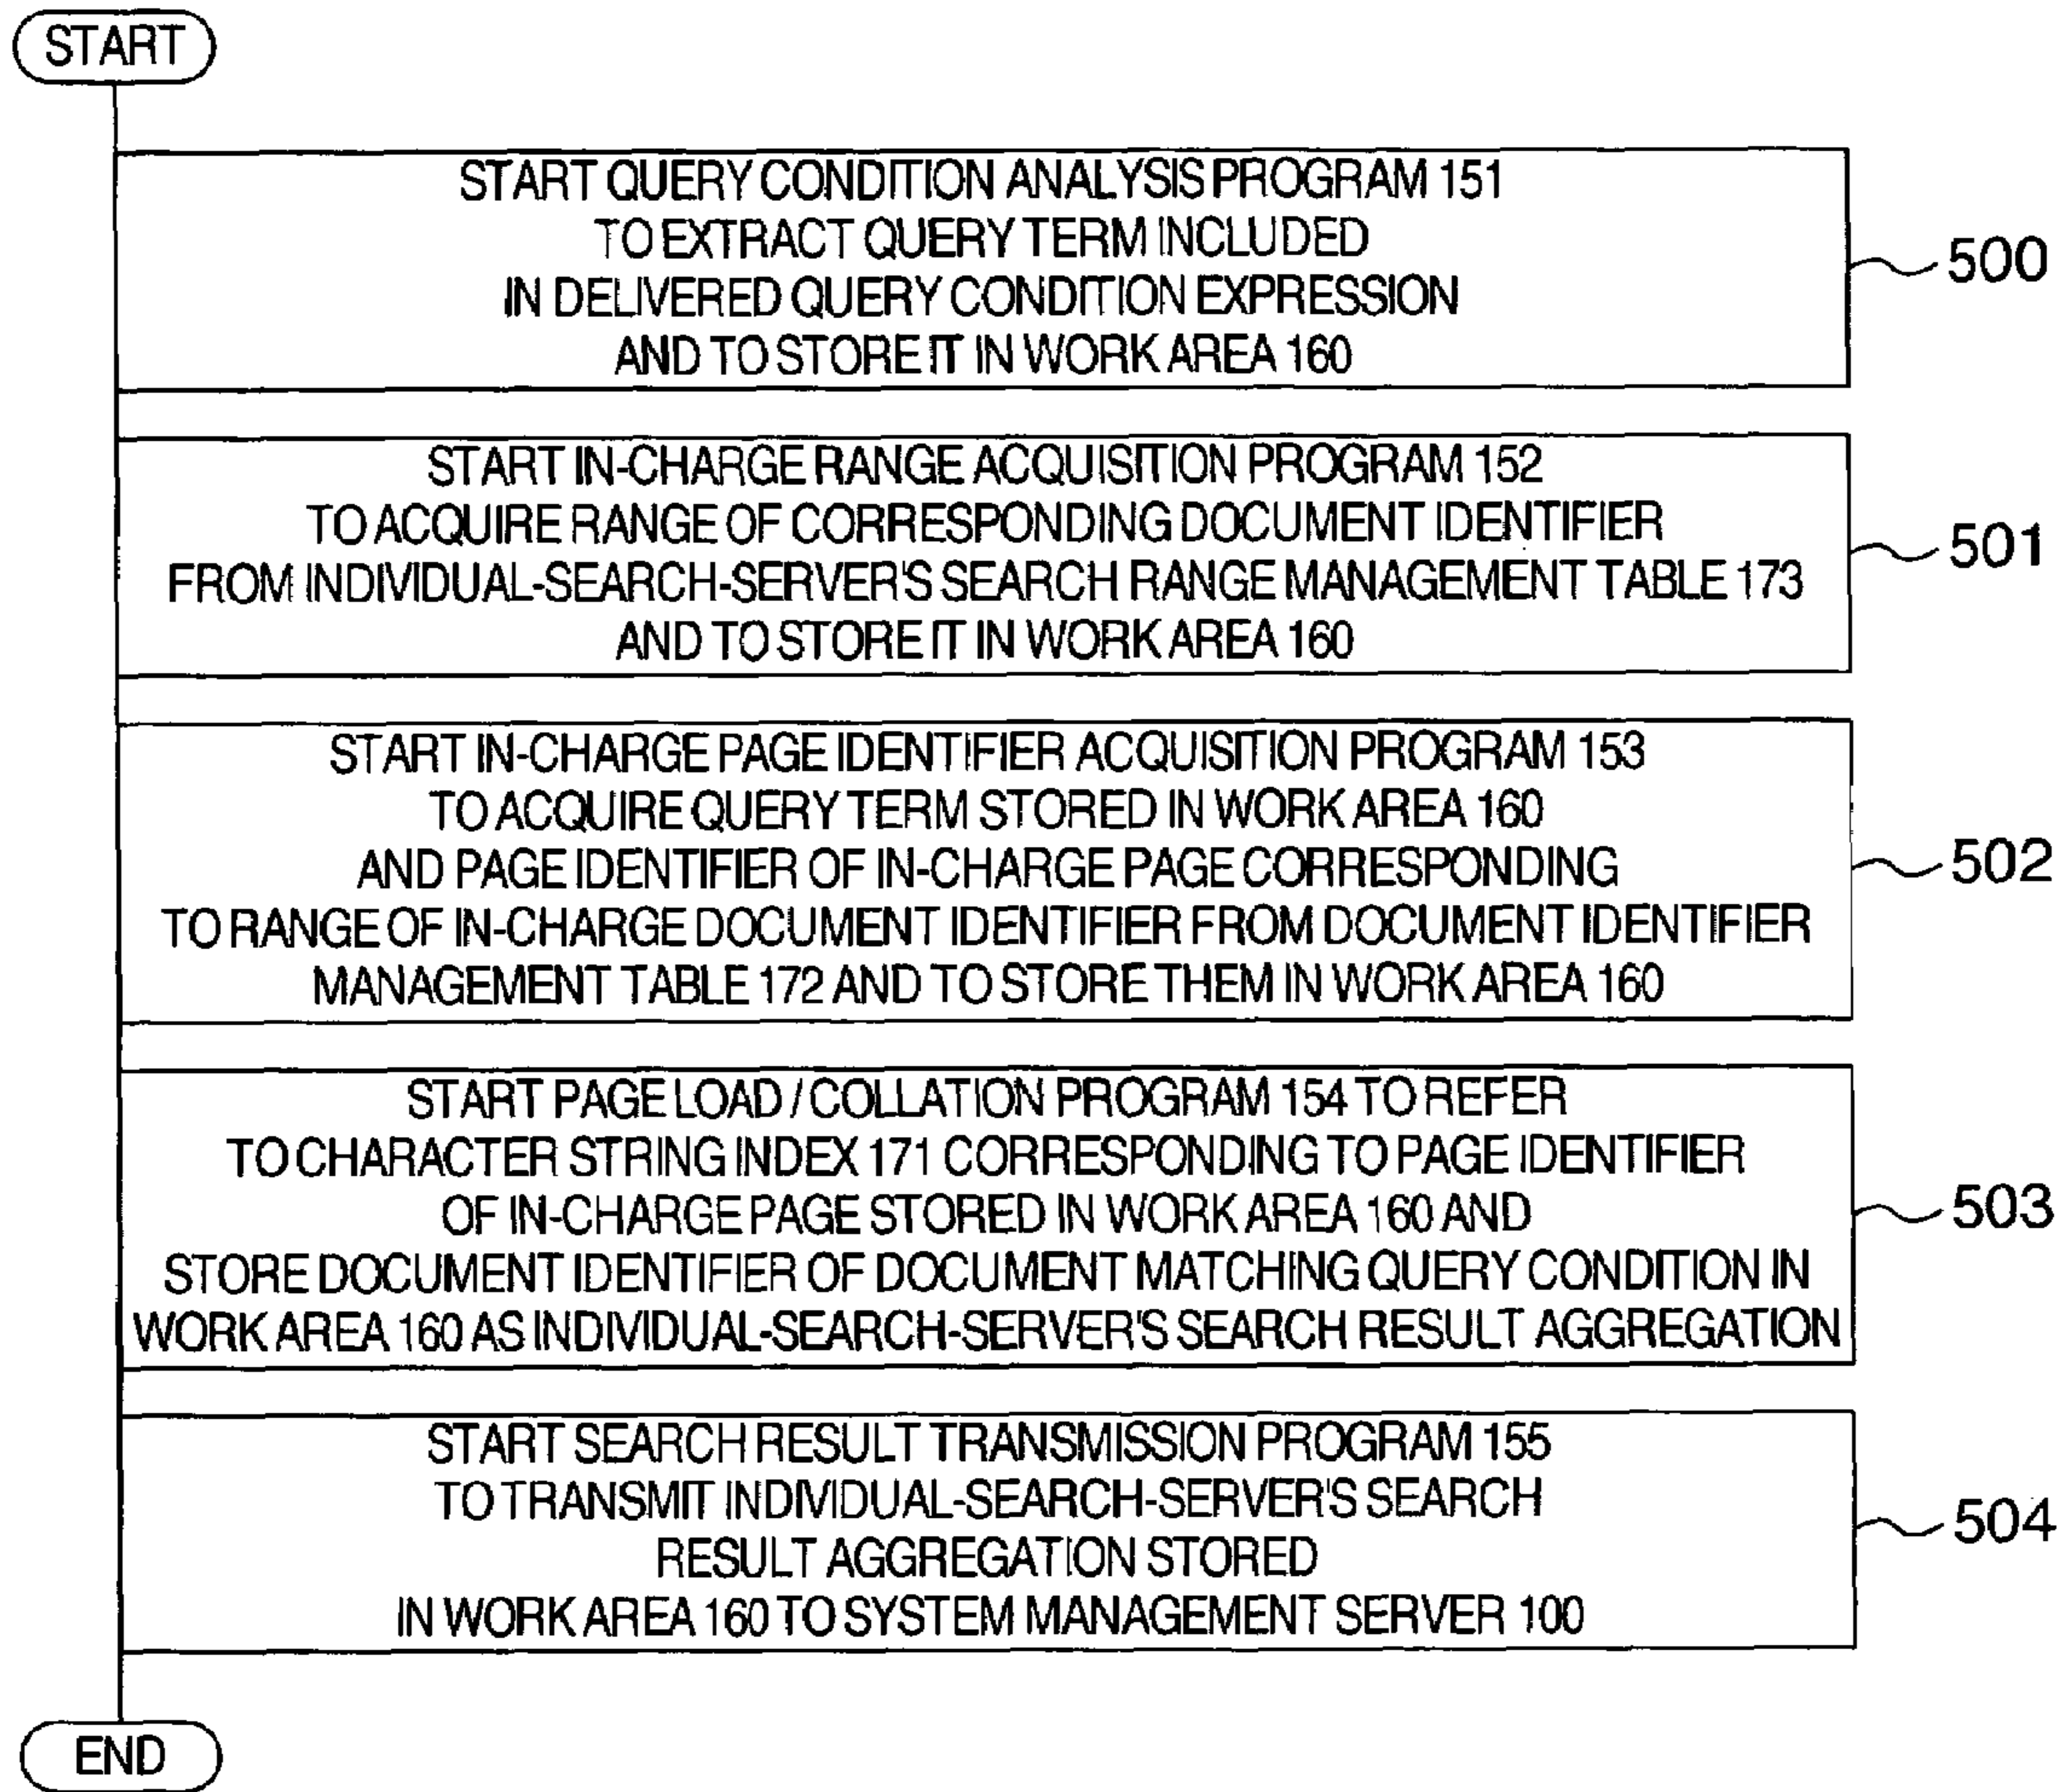 START
START QUERY CONDITION ANALYSIS PROGRAM 151
TO EXTRACT QUERY TERM INCLUDED
IN DELIVERED QUERY CONDITION EXPRESSION
AND TO STORE IT IN WORK AREA 160
500
START IN-CHARGE RANGE ACQUISITION PROGRAM 152
TO ACQUIRE RANGE OF CORRESPONDING DOCUMENT IDENTIFIER
FROM INDIVIDUAL-SEARCH-SERVER'S SEARCH RANGE MANAGEMENT TABLE 173
AND TO STORE IT IN WORK AREA 160
501
START IN-CHARGE PAGE IDENTIFIER ACQUISITION PROGRAM 153
TO ACQUIRE QUERY TERM STORED IN WORK AREA 160
AND PAGE IDENTIFIER OF IN-CHARGE PAGE CORRESPONDING
TO RANGE OF IN-CHARGE DOCUMENT IDENTIFIER FROM DOCUMENT IDENTIFIER
MANAGEMENT TABLE 172 AND TO STORE THEM IN WORK AREA 160
502
START PAGE LOAD / COLLATION PROGRAM 154 TO REFER
TO CHARACTER STRING INDEX 171 CORRESPONDING TO PAGE IDENTIFIER
OF IN-CHARGE PAGE STORED IN WORK AREA 160 AND
STORE DOCUMENT IDENTIFIER OF DOCUMENT MATCHING QUERY CONDITION IN
WORK AREA 160 AS INDIVIDUAL-SEARCH-SERVER'S SEARCH RESULT AGGREGATION
503
START SEARCH RESULT TRANSMISSION PROGRAM 155
TO TRANSMIT INDIVIDUAL-SEARCH-SERVER'S SEARCH
RESULT AGGREGATION STORED
IN WORK AREA 160 TO SYSTEM MANAGEMENT SERVER 100
504
END